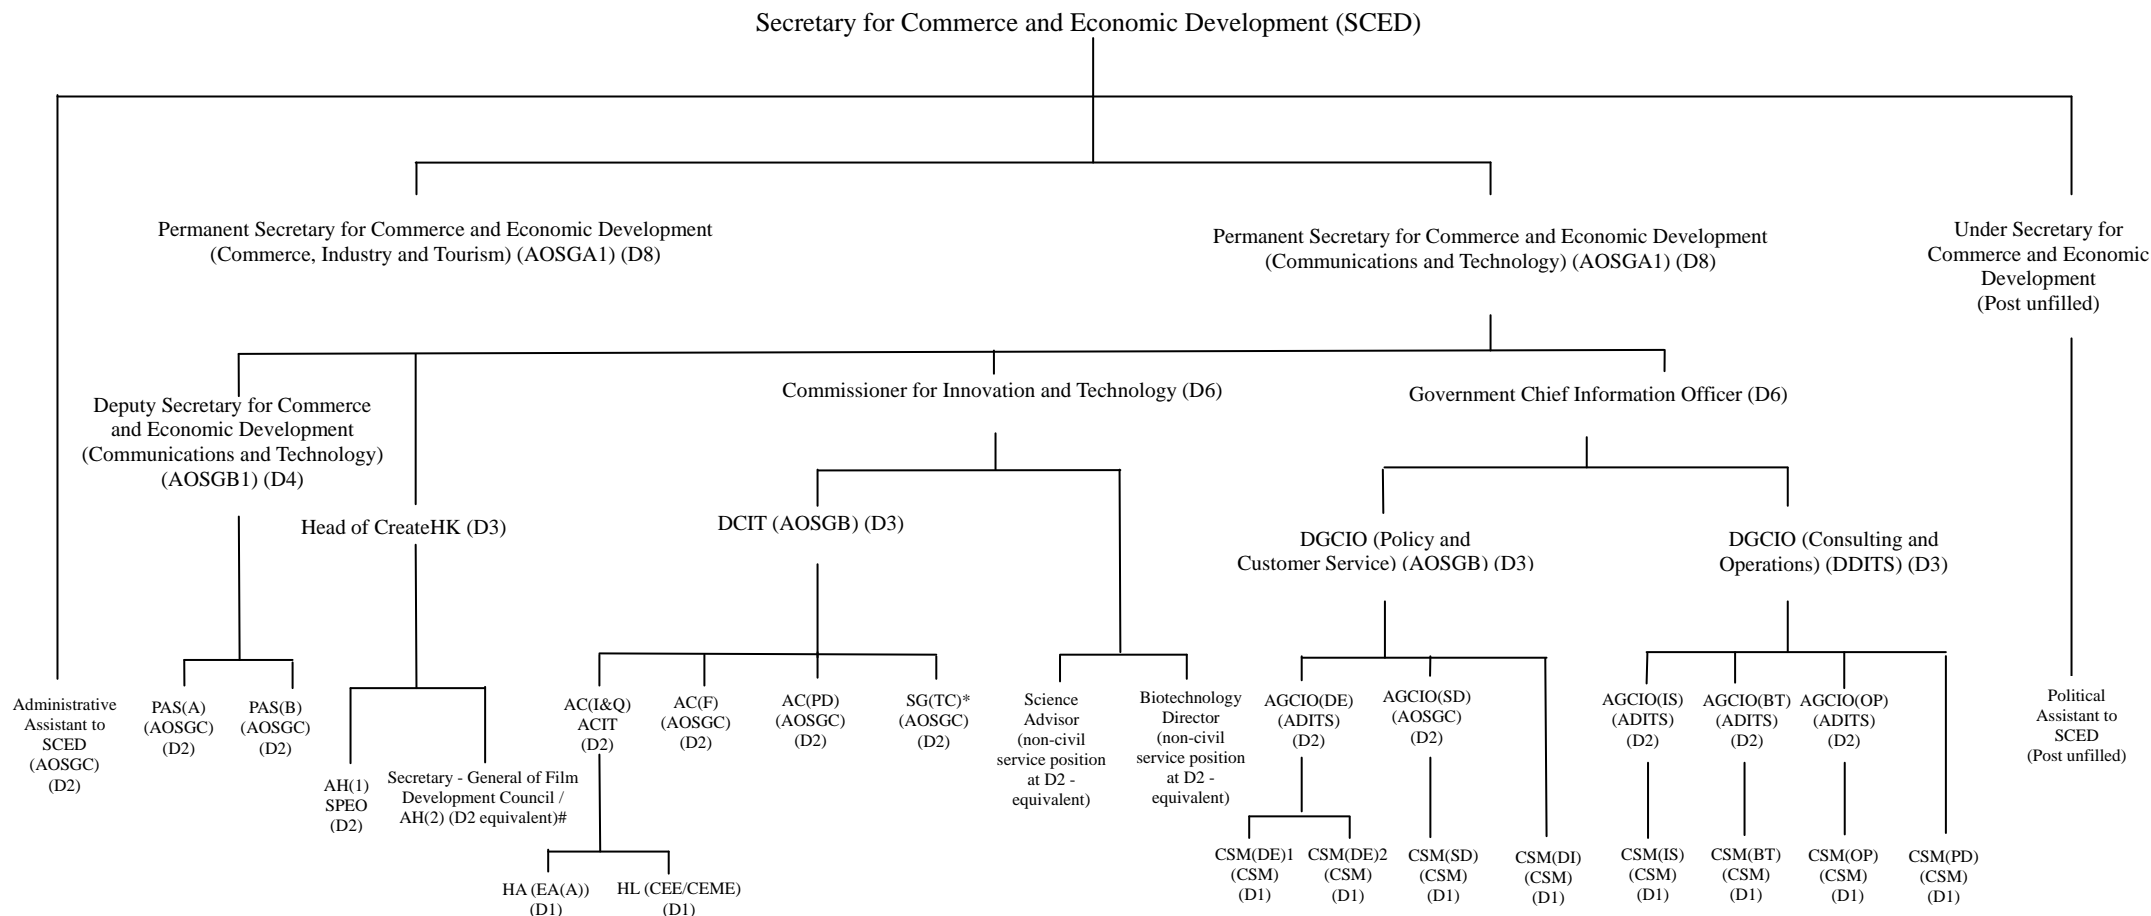 Secretary for Commerce and Economic Development (SCED)
Permanent Secretary for Commerce and Economic Development
(Commerce, Industry and Tourism) (AOSGA1) (D8)
Permanent Secretary for Commerce and Economic Development
(Communications and Technology) (AOSGA1) (D8)
Under Secretary for
Commerce and Economic
Development
(Post unfilled)
Deputy Secretary for Commerce
and Economic Development
(Communications and Technology)
(AOSGB1) (D4)
Head of CreateHK (D3)
Commissioner for Innovation and Technology (D6)
Government Chief Information Officer (D6)
DCIT (AOSGB) (D3)
DGCIO (Policy and
Customer Service) (AOSGB) (D3)
DGCIO (Consulting and
Operations) (DDITS) (D3)
Administrative
Assistant to
SCED
(AOSGC)
(D2)
PAS(A)
(AOSGC)
(D2)
PAS(B)
(AOSGC)
(D2)
AH(1)
SPEO
(D2)
Secretary - General of Film
Development Council /
AH(2) (D2 equivalent)#
AC(I&Q)
ACIT
(D2)
AC(F)
(AOSGC)
(D2)
AC(PD)
(AOSGC)
(D2)
SG(TC)*
(AOSGC)
(D2)
Science
Advisor
(non-civil
service position
at D2 -
equivalent)
Biotechnology
Director
(non-civil
service position
at D2 -
equivalent)
AGCIO(DE)
(ADITS)
(D2)
AGCIO(SD)
(AOSGC)
(D2)
AGCIO(IS)
(ADITS)
(D2)
AGCIO(BT)
(ADITS)
(D2)
AGCIO(OP)
(ADITS)
(D2)
Political
Assistant to
SCED
(Post unfilled)
HA (EA(A))
(D1)
HL (CEE/CEME)
(D1)
CSM(DE)1
(CSM)
(D1)
CSM(DE)2
(CSM)
(D1)
CSM(SD)
(CSM)
(D1)
CSM(DI)
(CSM)
(D1)
CSM(IS)
(CSM)
(D1)
CSM(BT)
(CSM)
(D1)
CSM(OP)
(CSM)
(D1)
CSM(PD)
(CSM)
(D1)